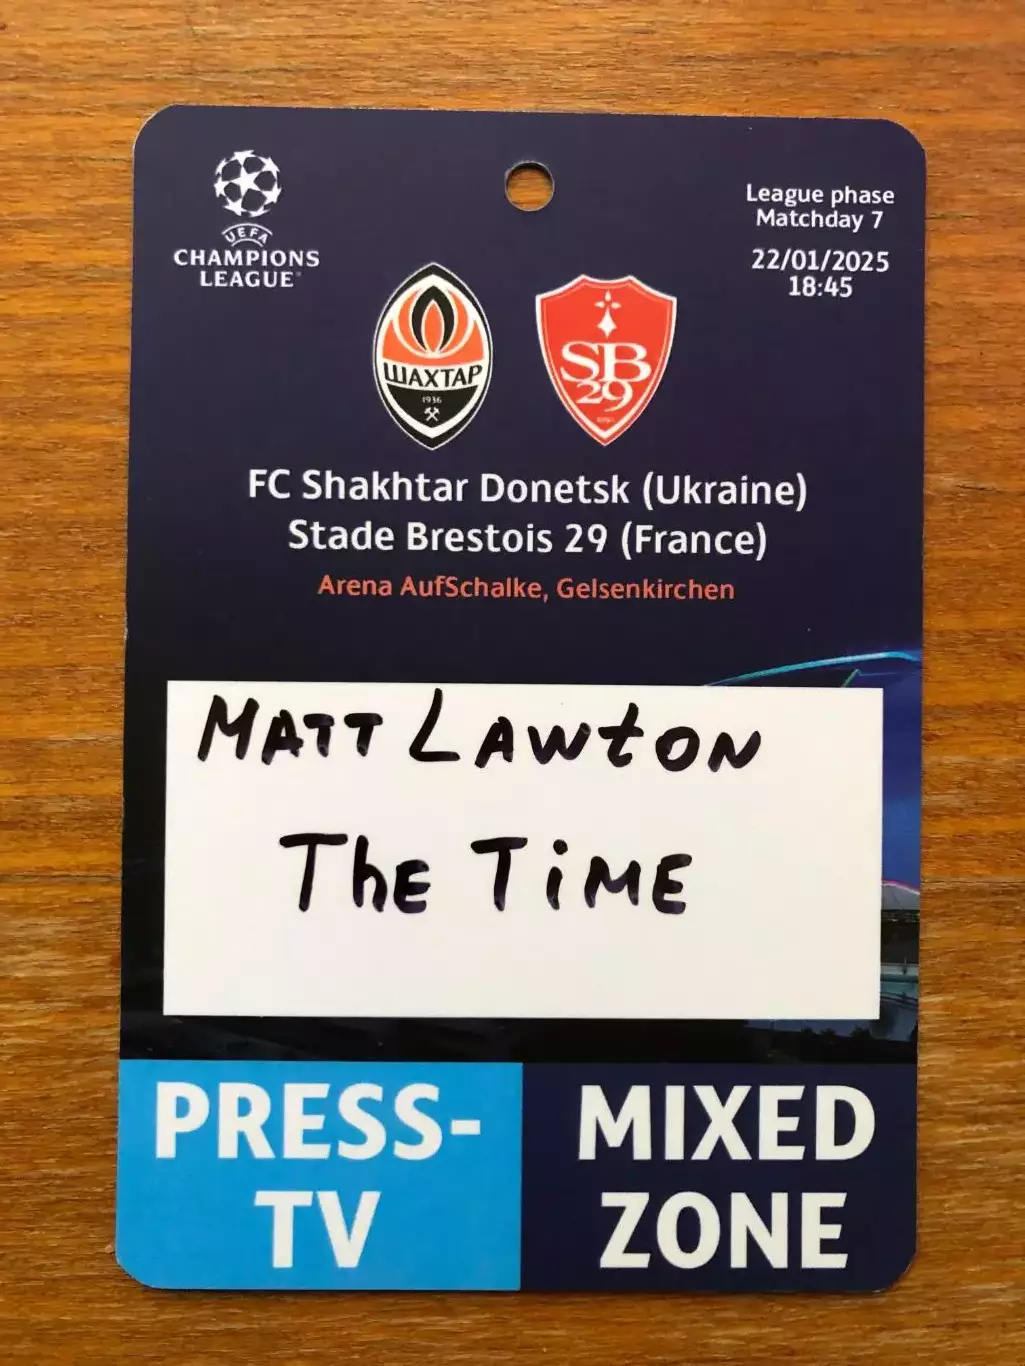 League phase
Matchday 7
22/01/2025
18:45
UEFA
CHAMPIONS
LEAGUE
ШАХТАР
1936
SB
29
FC Shakhtar Donetsk (Ukraine)
Stade Brestois 29 (France)
Arena AufSchalke, Gelsenkirchen
MATT LAWTON
THE TIME
PRESS-
TV
MIXED
ZONE